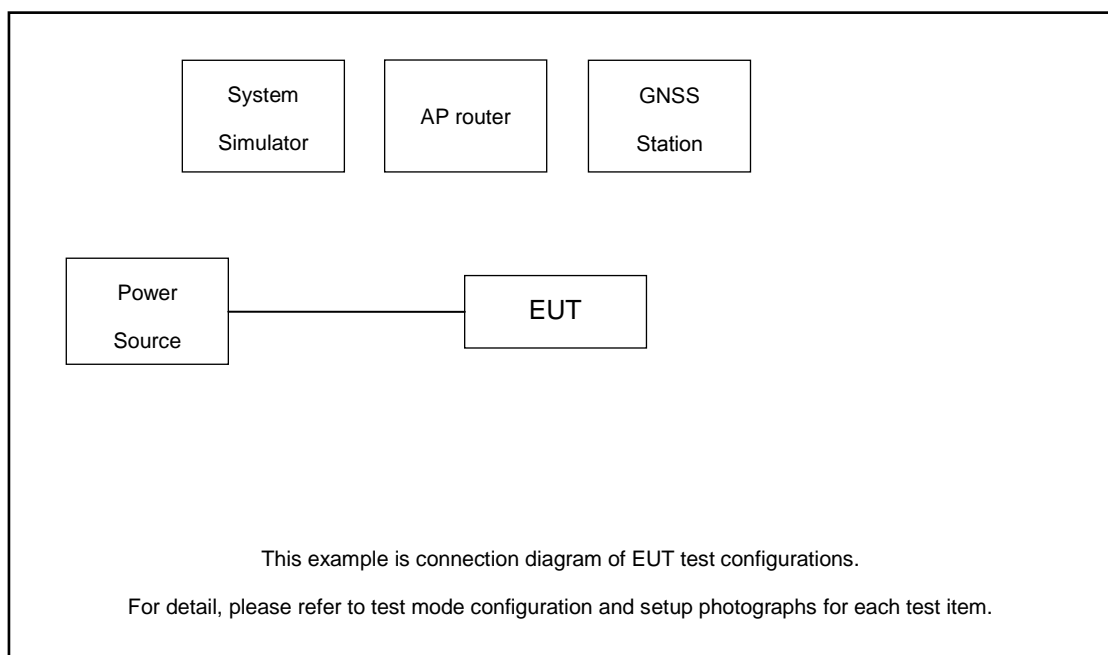 System
Simulator
AP router
GNSS
Station
Power
Source
EUT
This example is connection diagram of EUT test configurations.
For detail, please refer to test mode configuration and setup photographs for each test item.